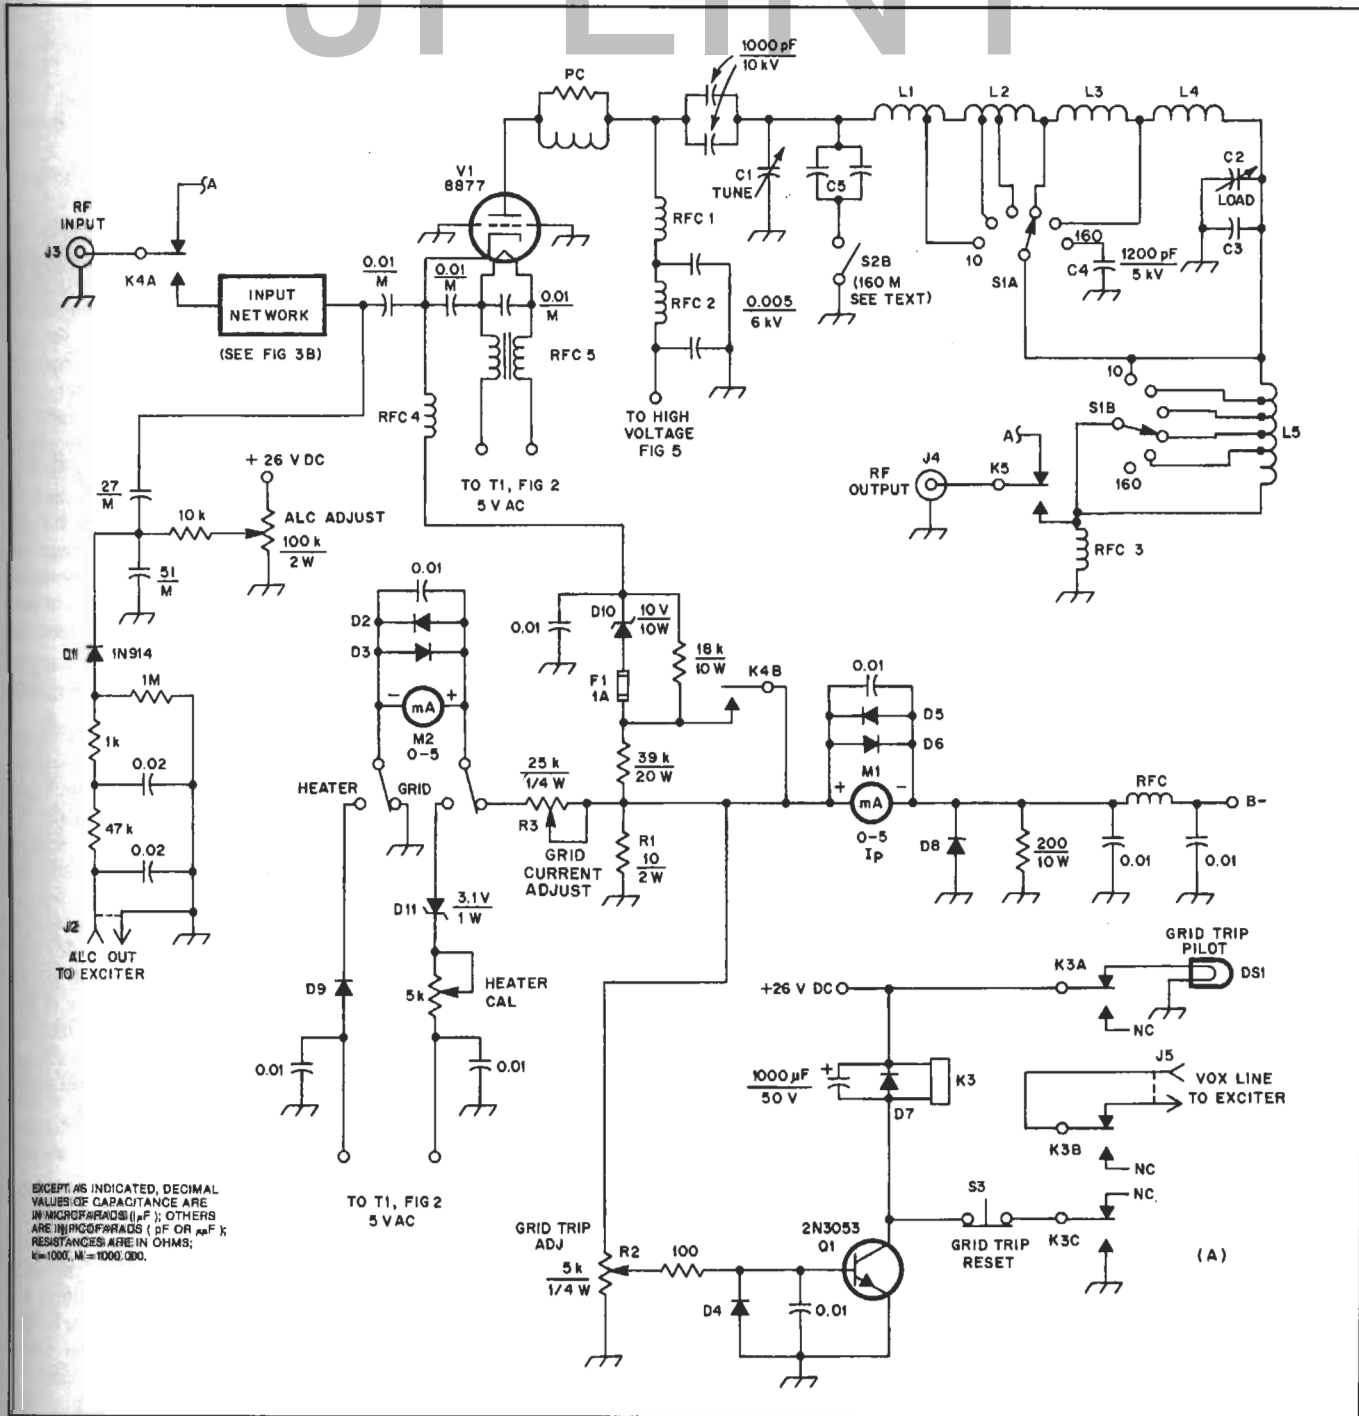 1000 pF
10 kV
PC
L1
L2
L3
L4
V1
8877
A
RF
INPUT
J3
K4A
0.01
M
0.01
M
0.01
M
INPUT
NETWORK
(SEE FIG 3B)
RFC 5
RFC 4
RFC 1
RFC 2
0.005
6 kV
C1
TUNE
C5
S2B
(160 M
SEE TEXT)
10
S1A
160
C4
1200 pF
5 kV
C2
LOAD
C3
TO HIGH
VOLTAGE
FIG 5
10
S1B
160
L5
A
J4
K5
RF
OUTPUT
RFC 3
+ 26 V DC
27
M
10 k
ALC ADJUST
100 k
2 W
51
M
TO T1, FIG 2
5 V AC
0.01
D2
D3
- mA +
M2
0-5
0.01
D10
10 V
10W
F1
1A
18 k
10 W
K4B
0.01
D5
D6
M1
+ mA -
0-5
IP
D11
1N914
1M
1k
0.02
47 k
0.02
J2
ALC OUT
TO EXCITER
HEATER
GRID
25 k
1/4 W
R3
GRID
CURRENT
ADJUST
39 k
20 W
R1
10
2 W
D8
200
10 W
RFC
B-
0.01
0.01
D11
3.1 V
1 W
D9
5 k
HEATER
CAL
0.01
0.01
TO T1, FIG 2
5 VAC
GRID TRIP
PILOT
K3A
DS1
+26 V DC
NC
1000 µF
50 V
+
D7
K3
J5
VOX LINE
TO EXCITER
K3B
NC
S3
NC
GRID TRIP
RESET
K3C
GRID TRIP
ADJ
R2
5 k
1/4 W
100
2N3053
Q1
D4
0.01
(A)
EXCEPT AS INDICATED, DECIMAL
VALUES OF CAPACITANCE ARE
IN MICROFARADS (µF); OTHERS
ARE IN PICOFARADS ( pF OR µµF );
RESISTANCES ARE IN OHMS;
k=1000, M=1000 000.